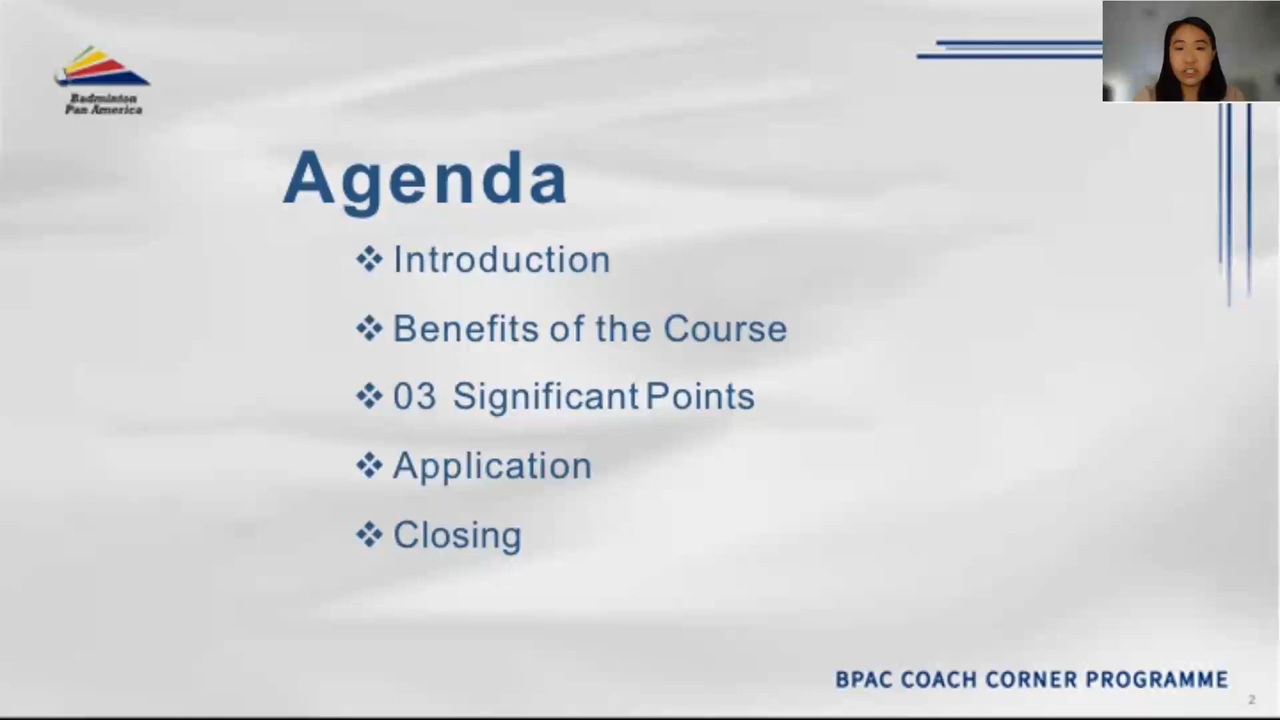 Badminton
Pan America
Agenda
❖ Introduction
❖ Benefits of the Course
❖ 03 Significant Points
❖ Application
❖ Closing
BPAC COACH CORNER PROGRAMME
2